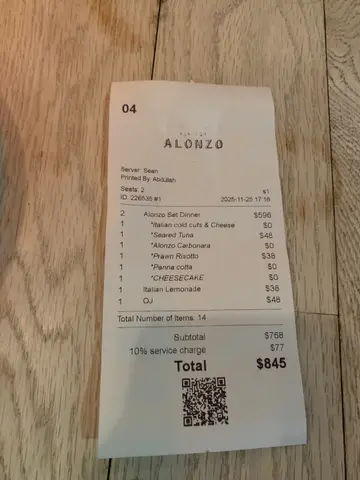 04
ALONZO
Server: Sean
Printed By: Abdullah
Seats: 2 #1
ID: 226535 #1 2025-11-25 17:16
2 Alonzo Set Dinner $596
1 *Italian cold cuts & Cheese $0
1 *Seared Tuna $48
1 *Alonzo Carbonara $0
1 *Prawn Risotto $38
1 *Panna cotta $0
1 *CHEESECAKE $0
1 Italian Lemonade $38
1 OJ $48
Total Number of Items: 14
Subtotal $768
10% service charge $77
Total $845